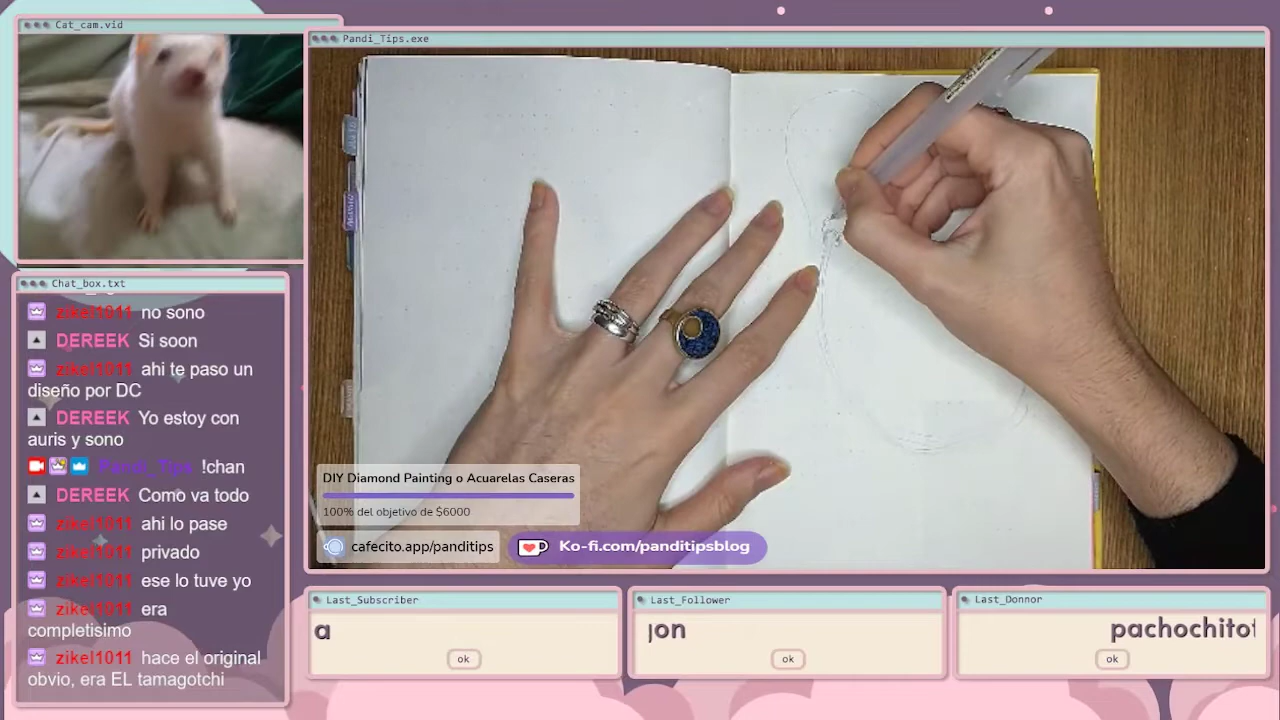 Cat_cam.vid
Pandi_Tips.exe
Chat_box.txt
zikel1011 no sono
DEREEK Si soon
zikel1011 ahi te paso un
diseño por DC
DEREEK Yo estoy con
auris y sono
Pandi_Tips !chan
DEREEK Como va todo
zikel1011 ahi lo pase
zikel1011 privado
zikel1011 ese lo tuve yo
zikel1011 era
completisimo
zikel1011 hace el original
obvio, era EL tamagotchi
DIY Diamond Painting o Acuarelas Caseras
100% del objetivo de $6000
cafecito.app/panditips
Ko-fi.com/panditipsblog
Last_Subscriber
a
ok
Last_Follower
jon
ok
Last_Donnor
pachochitot
ok